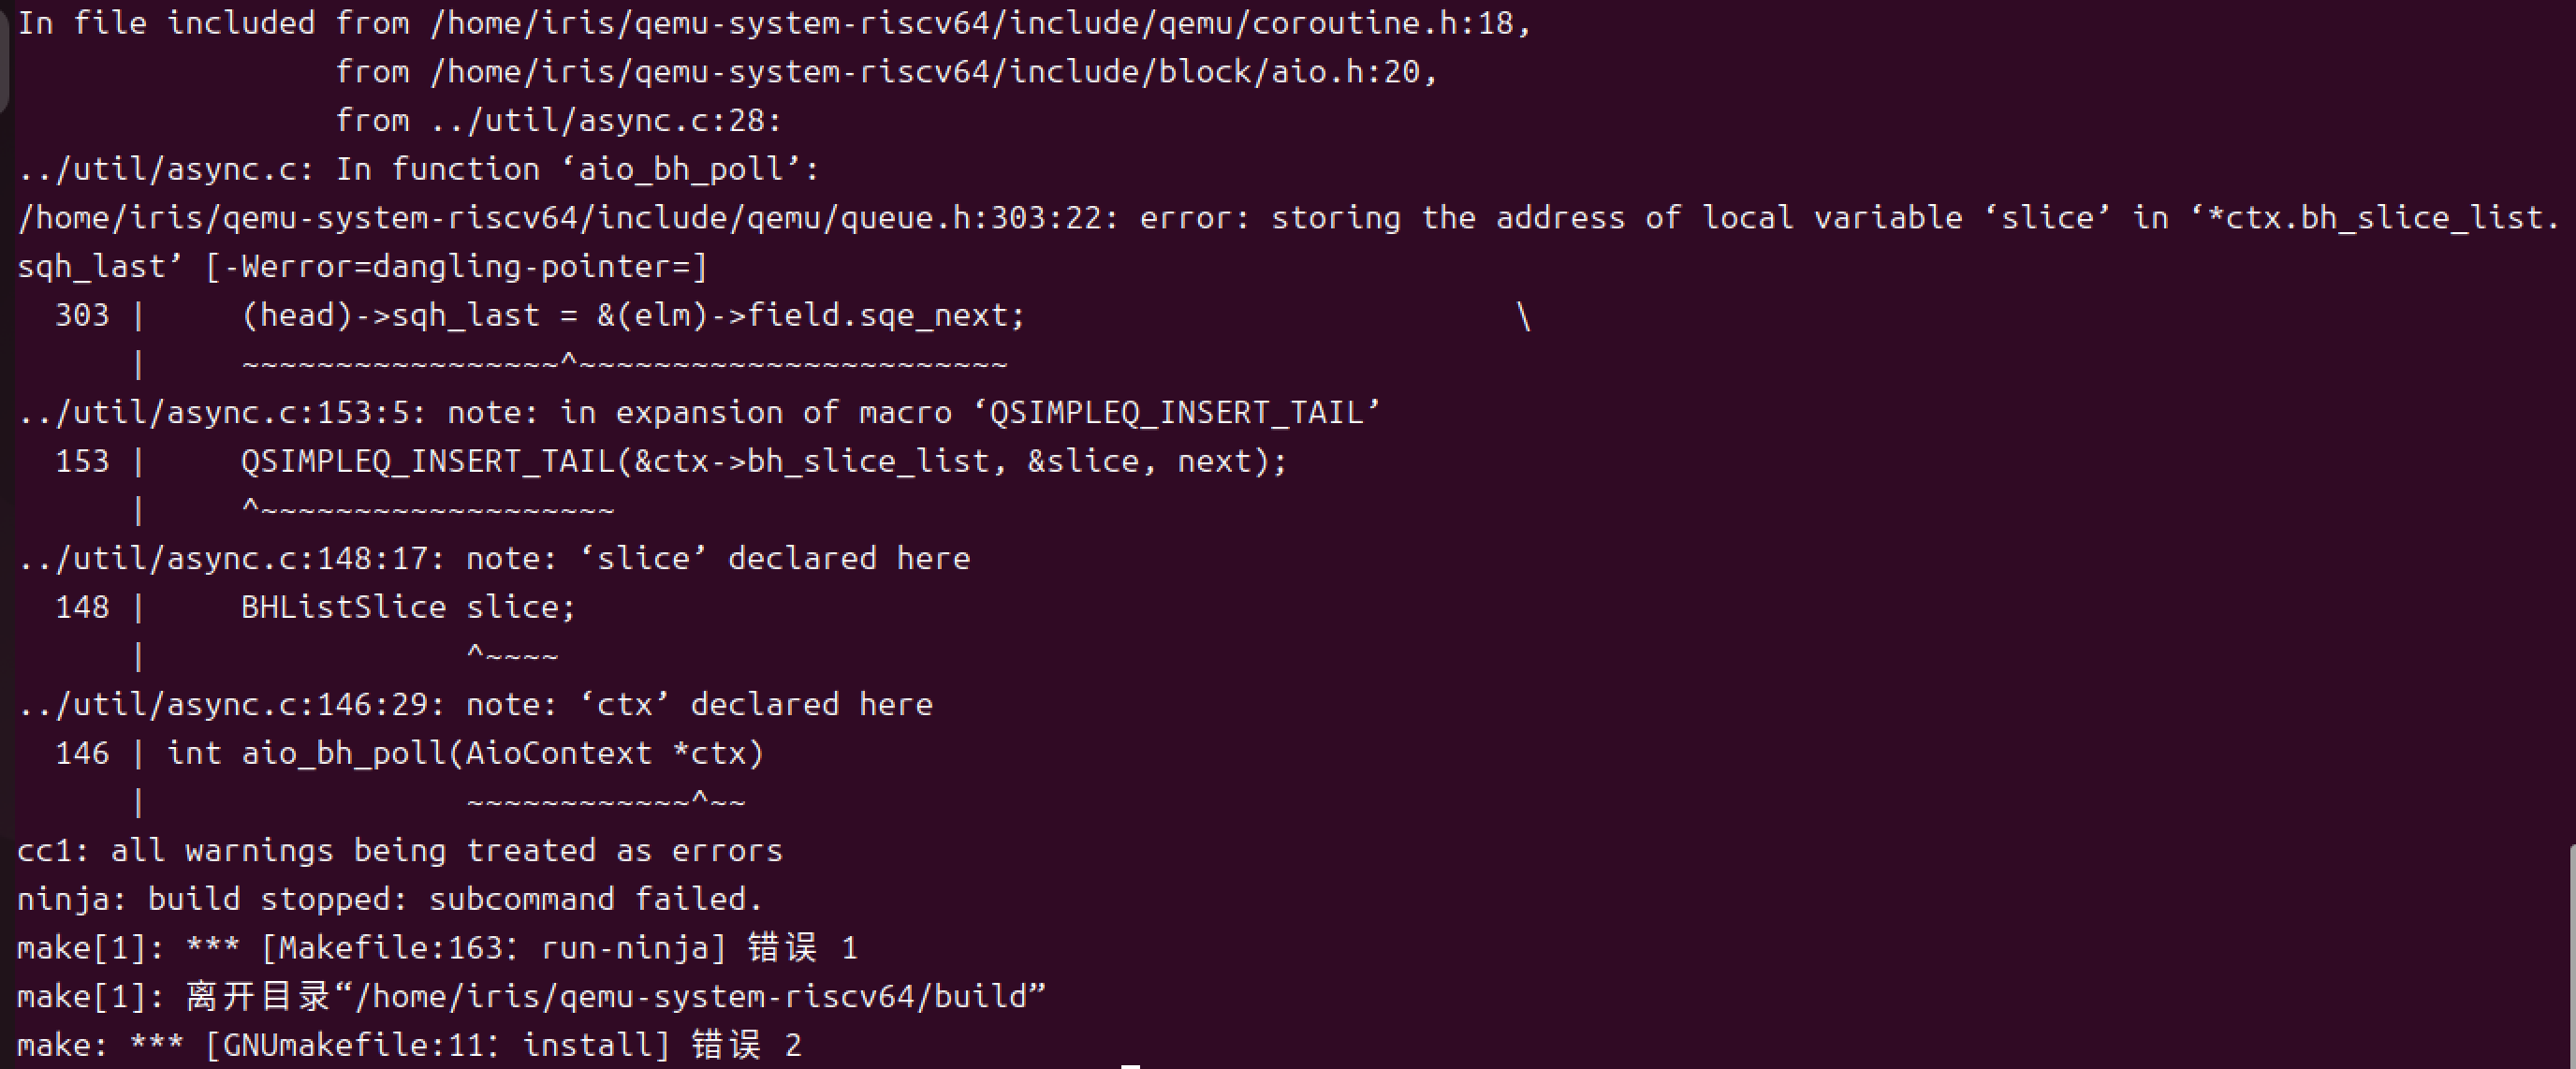 In file included from /home/iris/qemu-system-riscv64/include/qemu/coroutine.h:18,
                 from /home/iris/qemu-system-riscv64/include/block/aio.h:20,
                 from ../util/async.c:28:
../util/async.c: In function ‘aio_bh_poll’:
/home/iris/qemu-system-riscv64/include/qemu/queue.h:303:22: error: storing the address of local variable ‘slice’ in ‘*ctx.bh_slice_list.
sqh_last’ [-Werror=dangling-pointer=]
  303 |     (head)->sqh_last = &(elm)->field.sqe_next;                          \
      |     ~~~~~~~~~~~~~~~~~^~~~~~~~~~~~~~~~~~~~~~~~
../util/async.c:153:5: note: in expansion of macro ‘QSIMPLEQ_INSERT_TAIL’
  153 |     QSIMPLEQ_INSERT_TAIL(&ctx->bh_slice_list, &slice, next);
      |     ^~~~~~~~~~~~~~~~~~~~
../util/async.c:148:17: note: ‘slice’ declared here
  148 |     BHListSlice slice;
      |                 ^~~~~
../util/async.c:146:29: note: ‘ctx’ declared here
  146 | int aio_bh_poll(AioContext *ctx)
      |                 ~~~~~~~~~~~~^~~
cc1: all warnings being treated as errors
ninja: build stopped: subcommand failed.
make[1]: *** [Makefile:163：run-ninja] 错误 1
make[1]: 离开目录“/home/iris/qemu-system-riscv64/build”
make: *** [GNUmakefile:11：install] 错误 2